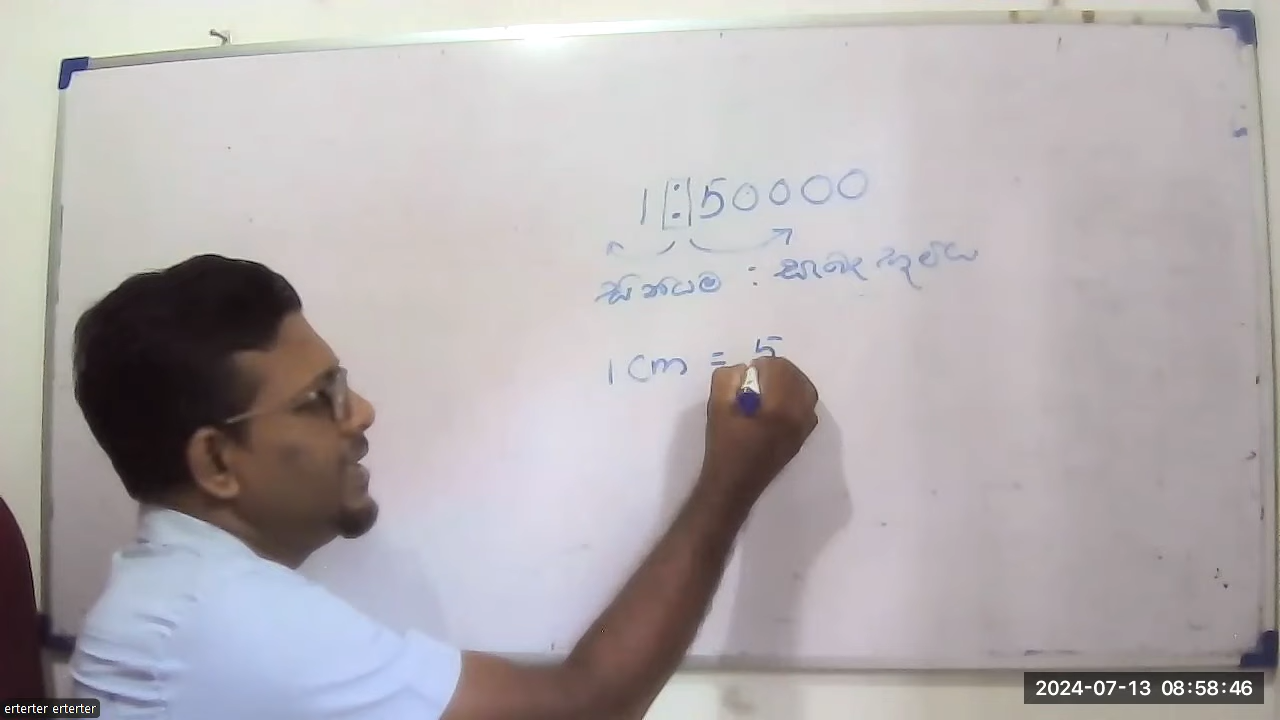 1 : 50000
සිතියම : සැබෑ භූමිය
1 cm = 5
erterter erterter
2024-07-13 08:58:46